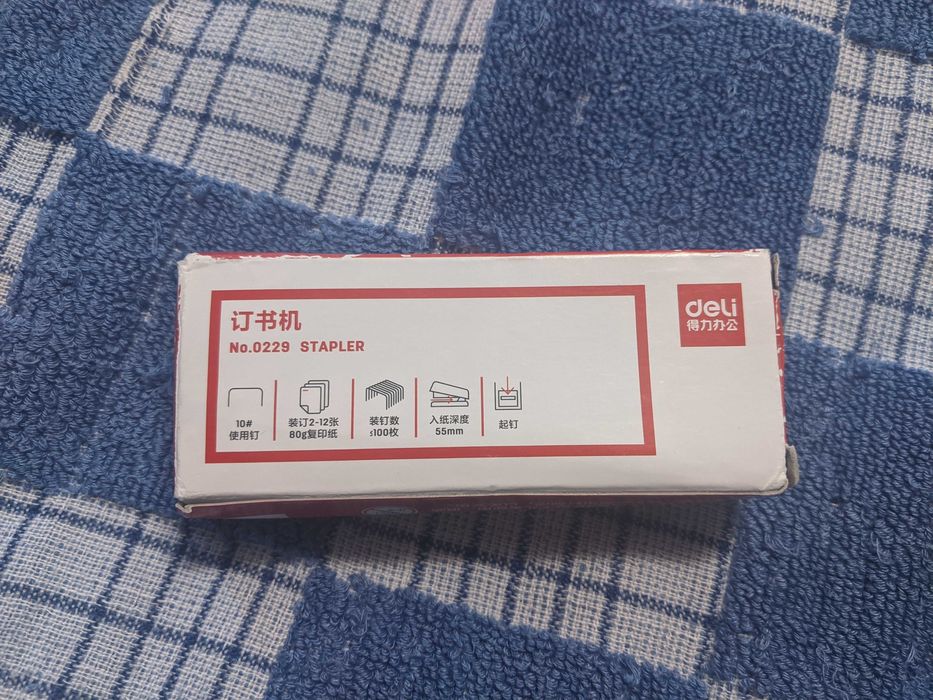 订书机
No.0229 STAPLER
10#
使用钉
装订2-12张
80g复印纸
装钉数
≤100枚
入纸深度
55mm
起钉
deli
得力办公